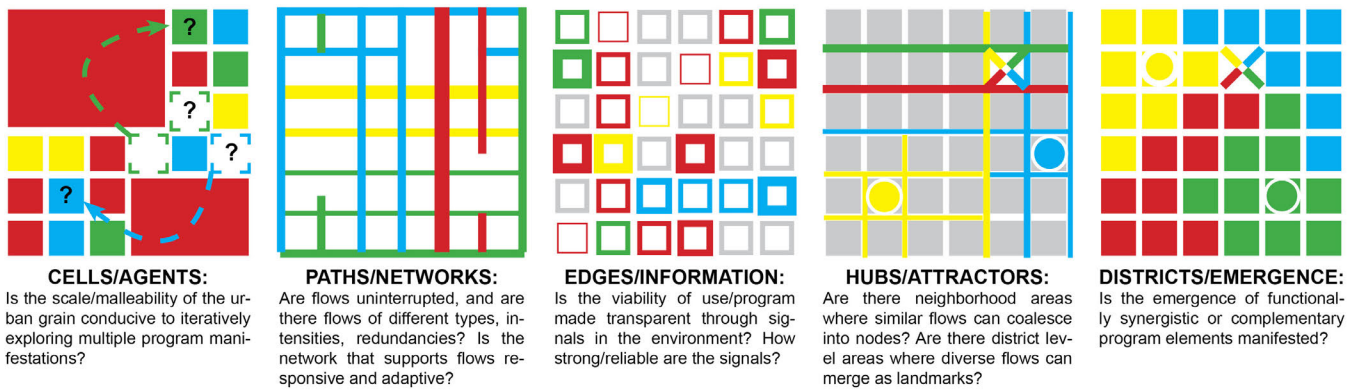 ?
?
?
?
CELLS/AGENTS:
Is the scale/malleability of the ur-
ban grain conducive to iteratively
exploring multiple program mani-
festations?
PATHS/NETWORKS:
Are flows uninterrupted, and are
there flows of different types, in-
tensities, redundancies? Is the
network that supports flows re-
sponsive and adaptive?
EDGES/INFORMATION:
Is the viability of use/program
made transparent through sig-
nals in the environment? How
strong/reliable are the signals?
HUBS/ATTRACTORS:
Are there neighborhood areas
where similar flows can coalesce
into nodes? Are there district lev-
el areas where diverse flows can
merge as landmarks?
DISTRICTS/EMERGENCE:
Is the emergence of functional-
ly synergistic or complementary
program elements manifested?